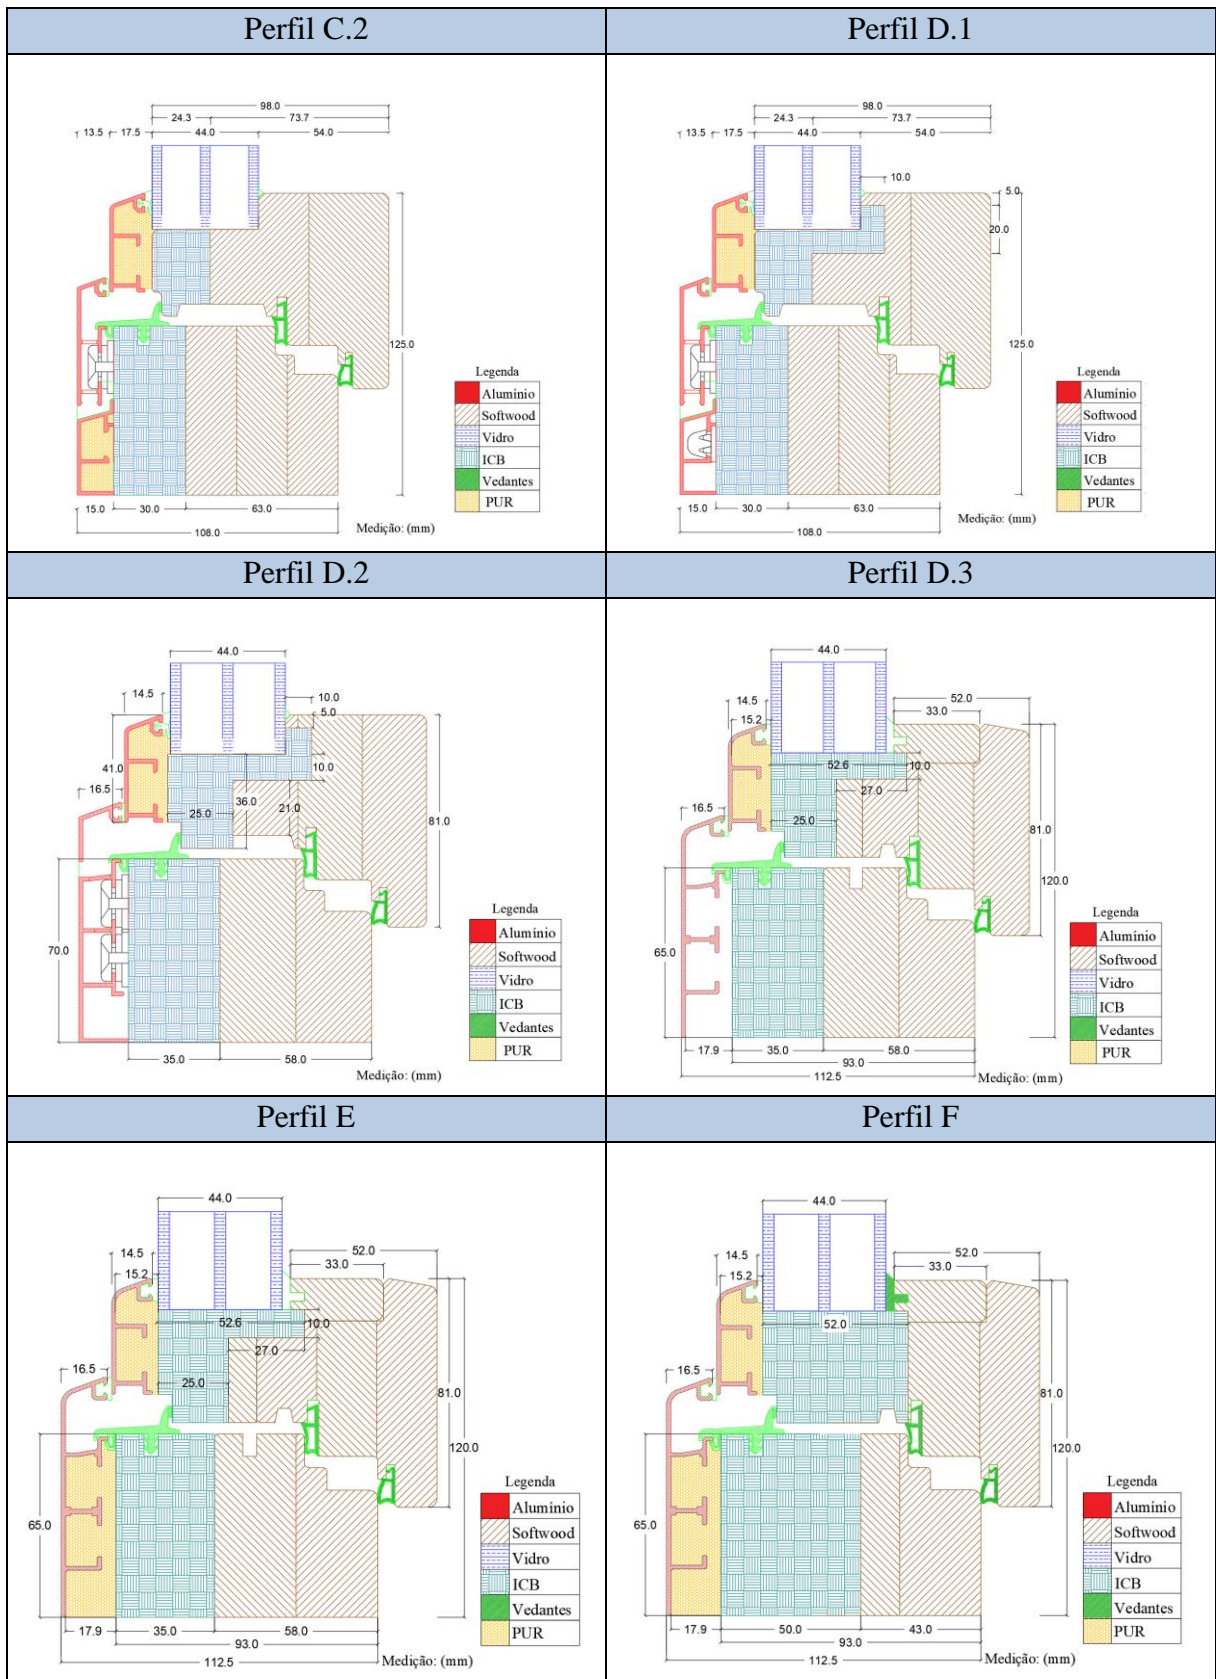 Perfil C.2
98.0
24.3 73.7
13.5 17.5 44.0 54.0
125.0
Legenda
Alumínio
Softwood
Vidro
ICB
Vedantes
PUR
15.0 30.0 63.0
Medição: (mm)
108.0
Perfil D.1
98.0
24.3 73.7
13.5 17.5 44.0 54.0
10.0
5.0
20.0
125.0
Legenda
Alumínio
Softwood
Vidro
ICB
Vedantes
PUR
15.0 30.0 63.0
Medição: (mm)
108.0
Perfil D.2
44.0
14.5 10.0
5.0
41.0 10.0
16.5
25.0 36.0 21.0
81.0
Legenda
Alumínio
Softwood
Vidro
ICB
Vedantes
PUR
70.0
35.0 58.0
Medição: (mm)
Perfil D.3
44.0
52.0
14.5 33.0
15.2
52.6 10.0
27.0
16.5
25.0
81.0
120.0
Legenda
Alumínio
Softwood
Vidro
ICB
Vedantes
PUR
65.0
17.9 35.0 58.0
93.0
112.5 Medição: (mm)
Perfil E
44.0
14.5 52.0
15.2 33.0
52.6 10.0
27.0
16.5
25.0
81.0
120.0
Legenda
Alumínio
Softwood
Vidro
ICB
Vedantes
PUR
65.0
17.9 35.0 58.0
93.0
112.5 Medição: (mm)
Perfil F
44.0
14.5 52.0
15.2 33.0
52.0
16.5
81.0
120.0
Legenda
Alumínio
Softwood
Vidro
ICB
Vedantes
PUR
65.0
17.9 50.0 43.0
93.0
112.5 Medição: (mm)